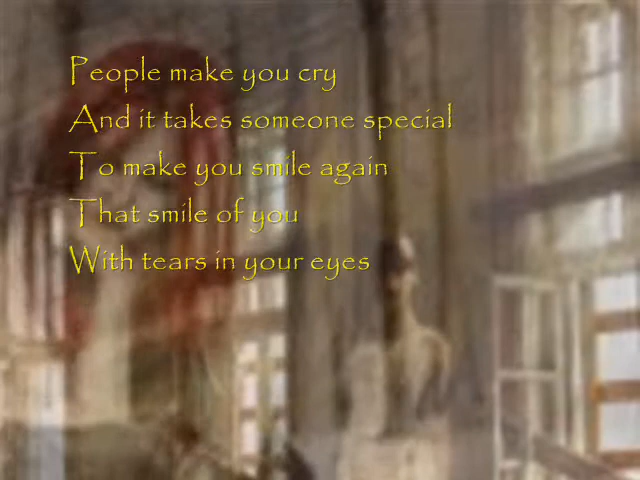 People make you cry
And it takes someone special
To make you smile again
That smile of you
With tears in your eyes